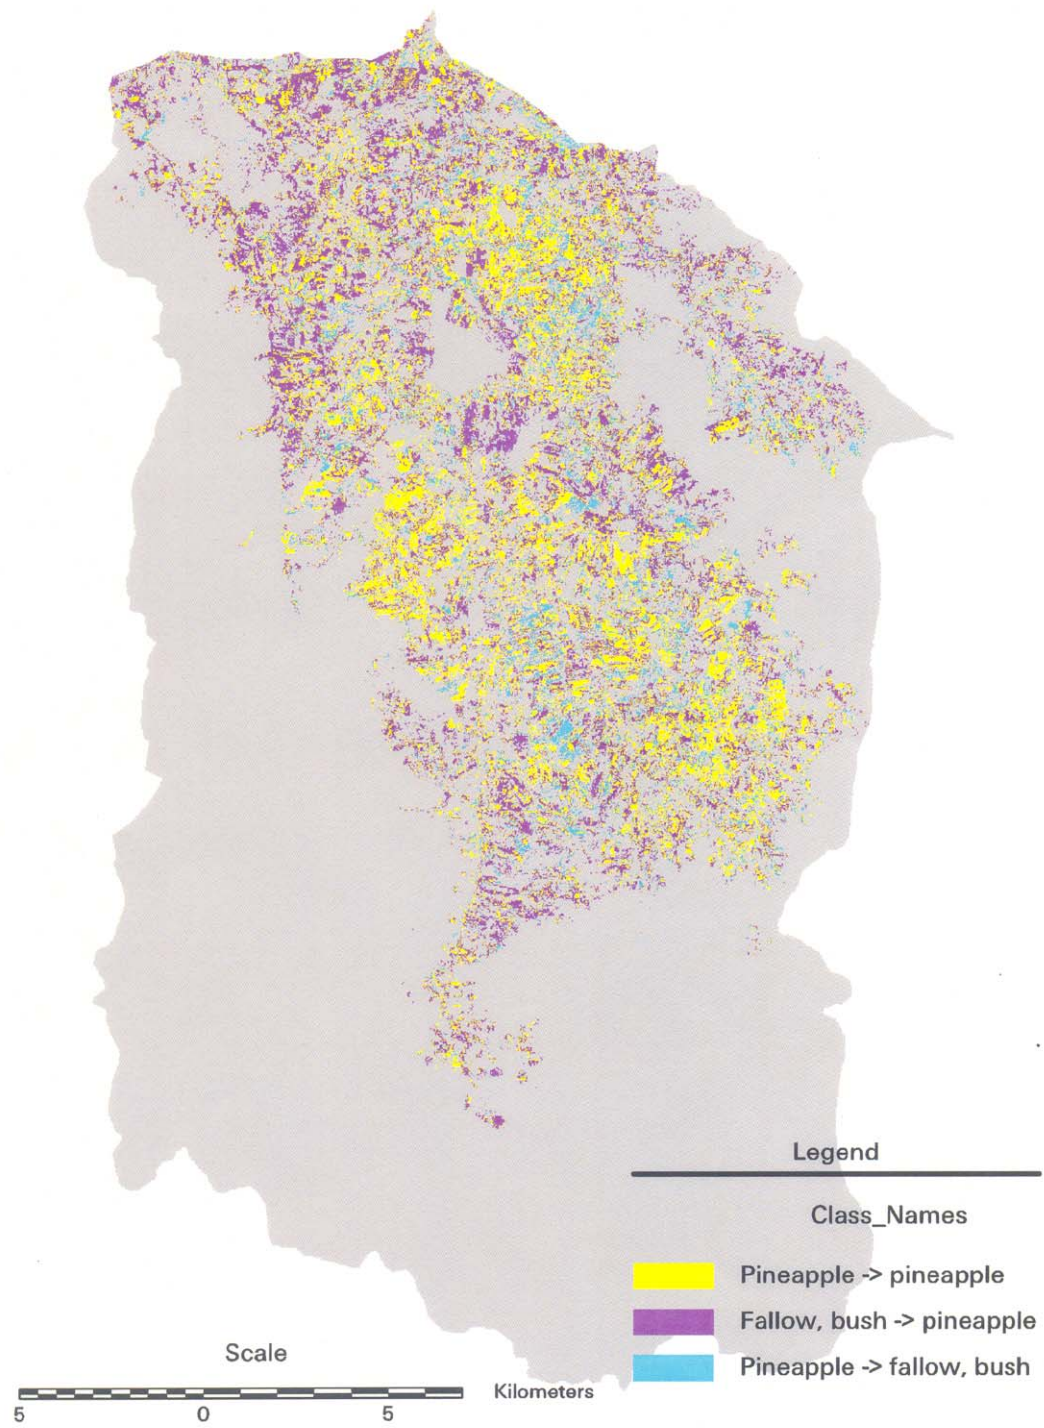 Legend
Class_Names
Pineapple -> pineapple
Fallow, bush -> pineapple
Pineapple -> fallow, bush
Scale
Kilometers
5 0 5